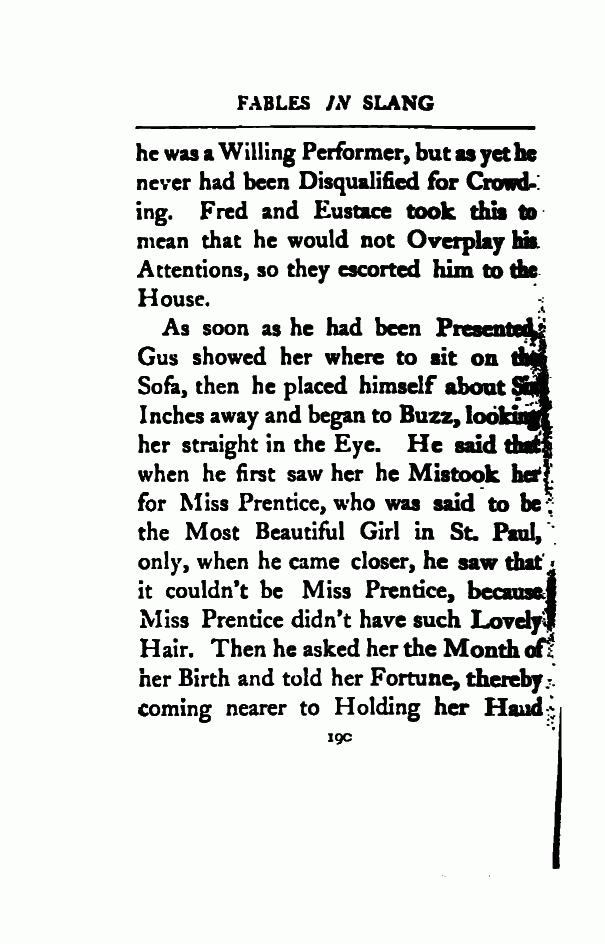 FABLES IN SLANG
he was a Willing Performer, but as yet he
never had been Disqualified for Crowd-
ing. Fred and Eustace took this to
mean that he would not Overplay his
Attentions, so they escorted him to the
House.
As soon as he had been Presented,
Gus showed her where to sit on the
Sofa, then he placed himself about Six
Inches away and began to Buzz, looking
her straight in the Eye. He said that
when he first saw her he Mistook her
for Miss Prentice, who was said to be
the Most Beautiful Girl in St. Paul,
only, when he came closer, he saw that
it couldn't be Miss Prentice, because
Miss Prentice didn't have such Lovely
Hair. Then he asked her the Month of
her Birth and told her Fortune, thereby
coming nearer to Holding her Hand
190